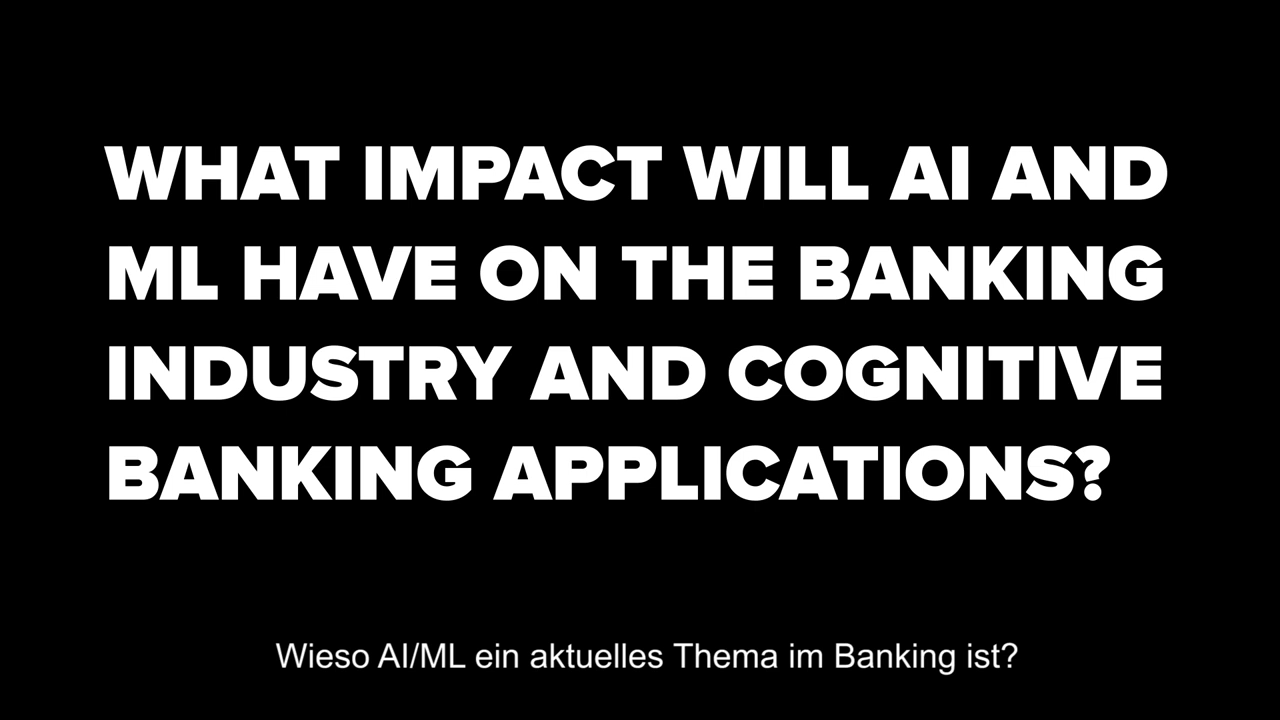 WHAT IMPACT WILL AI AND
ML HAVE ON THE BANKING
INDUSTRY AND COGNITIVE
BANKING APPLICATIONS?
Wieso AI/ML ein aktuelles Thema im Banking ist?